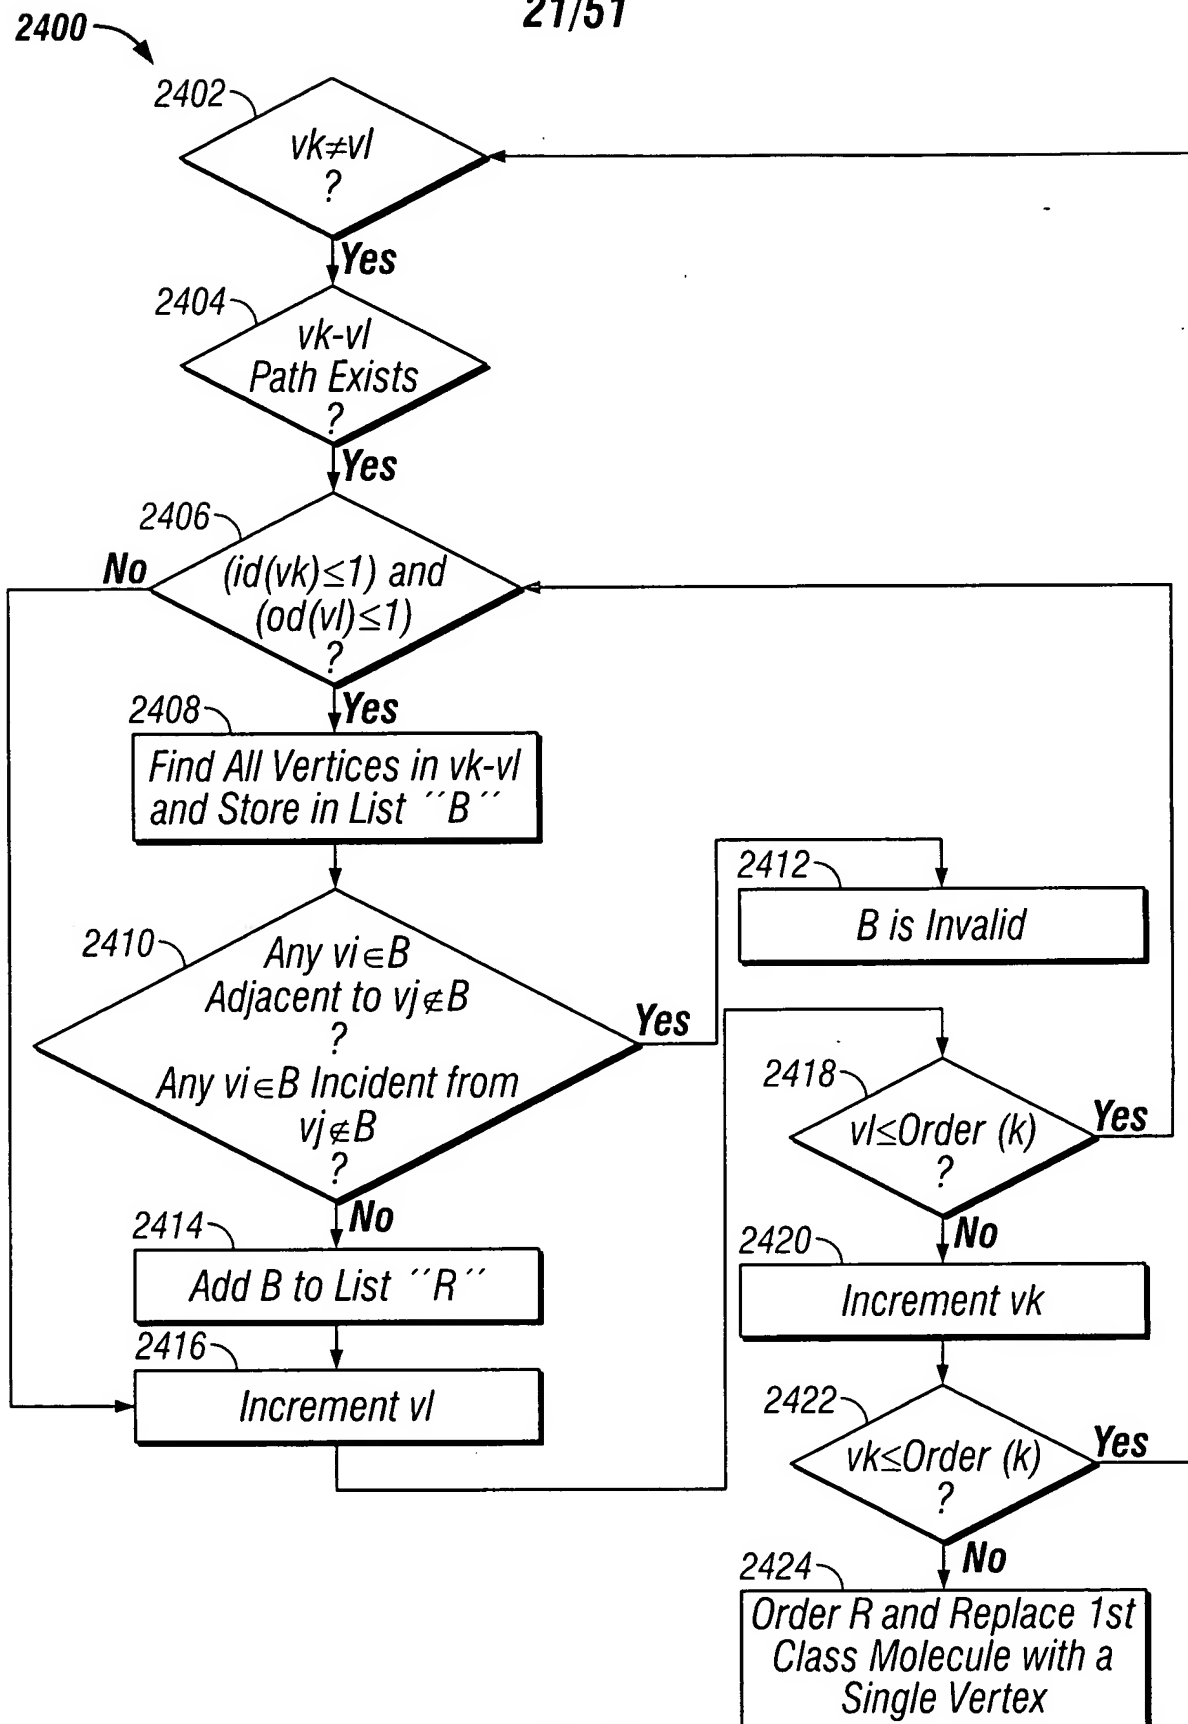 21/51
2400
2402
vk≠vl
?
Yes
2404
vk-vl
Path Exists
?
Yes
2406
No
(id(vk)≤1) and
(od(vl)≤1)
?
Yes
2408
Find All Vertices in vk-vl
and Store in List ´´B´´
2410
Any vi∈B
Adjacent to vj∉B
?
Any vi∈B Incident from
vj∉B
?
Yes
2412
B is Invalid
No
2414
Add B to List ´´R´´
2416
Increment vl
2418
vl≤Order (k)
?
Yes
No
2420
Increment vk
2422
vk≤Order (k)
?
Yes
No
2424
Order R and Replace 1st
Class Molecule with a
Single Vertex